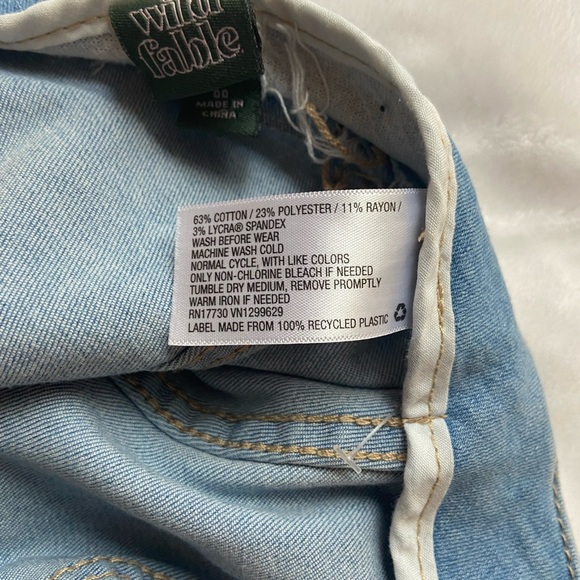 wild
fable
00
MADE IN
CHINA
63% COTTON / 23% POLYESTER / 11% RAYON /
3% LYCRA® SPANDEX
WASH BEFORE WEAR
MACHINE WASH COLD
NORMAL CYCLE, WITH LIKE COLORS
ONLY NON-CHLORINE BLEACH IF NEEDED
TUMBLE DRY MEDIUM, REMOVE PROMPTLY
WARM IRON IF NEEDED
RN17730 VN1299629
LABEL MADE FROM 100% RECYCLED PLASTIC